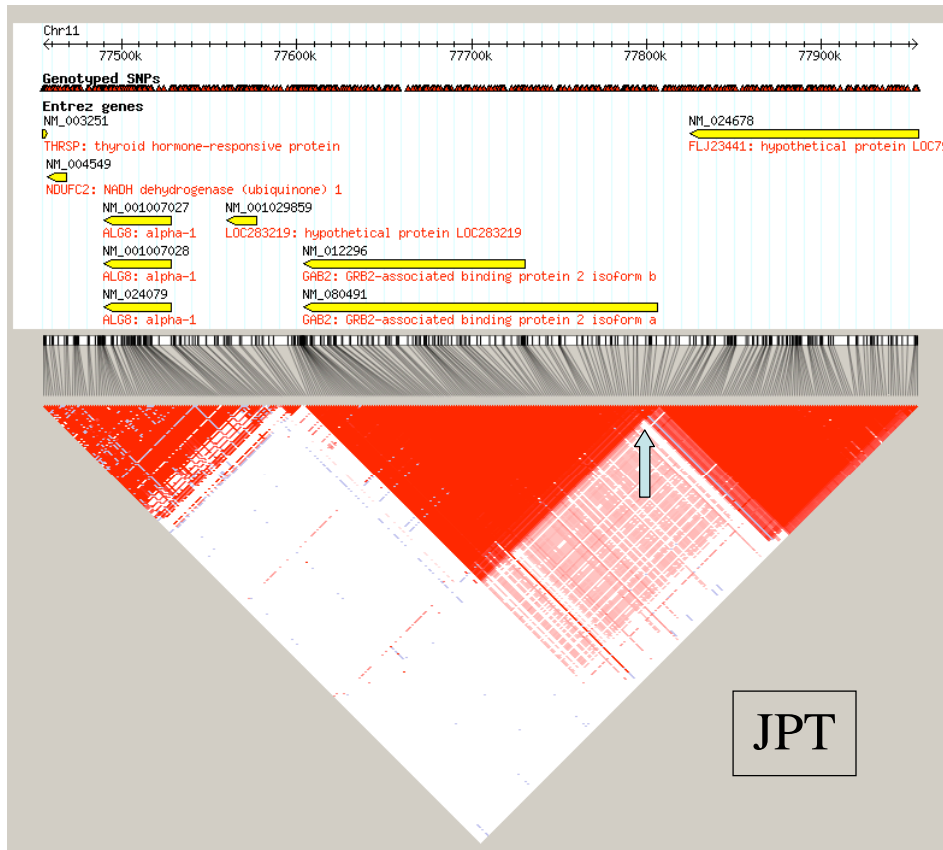 Chr11
77500k 77600k 77700k 77800k 77900k
Genotyped SNPs
Entrez genes
NM_003251 NM_024678
THRSP: thyroid hormone-responsive protein FLJ23441: hypothetical protein LOC79
NM_004549
NDUFC2: NADH dehydrogenase (ubiquinone) 1
NM_001007027 NM_001029859
ALG8: alpha-1 LOC283219: hypothetical protein LOC283219
NM_001007028 NM_012296
ALG8: alpha-1 GAB2: GRB2-associated binding protein 2 isoform b
NM_024079 NM_080491
ALG8: alpha-1 GAB2: GRB2-associated binding protein 2 isoform a
JPT